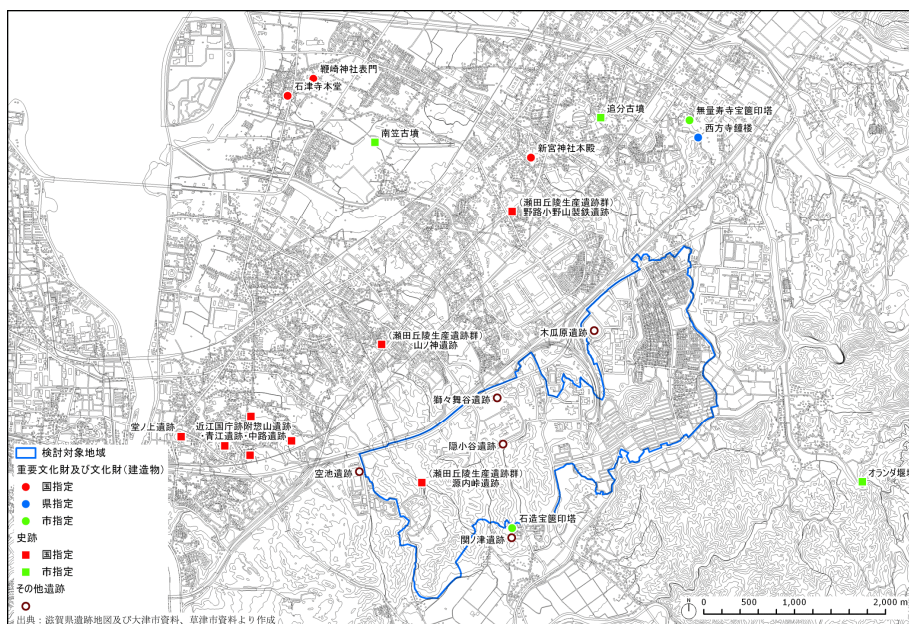 鞭崎神社表門
石津寺本堂
追分古墳
無量寿寺宝篋印塔
西方寺鐘楼
南笠古墳
新宮神社本殿
(瀬田丘陵生産遺跡群)
野路小野山製鉄遺跡
木瓜原遺跡
(瀬田丘陵生産遺跡群)
山ノ神遺跡
獅々舞谷遺跡
堂ノ上遺跡
近江国庁跡附惣山遺跡
・青江遺跡・中路遺跡
隠小谷遺跡
空池遺跡
(瀬田丘陵生産遺跡群)
源内峠遺跡
オランダ堰堤
石造宝篋印塔
関ノ津遺跡
検討対象地域
重要文化財及び文化財(建造物)
国指定
県指定
市指定
史跡
国指定
市指定
その他遺跡
出典:滋賀県遺跡地図及び大津市資料、草津市資料より作成
N
0 500 1,000 2,000 m